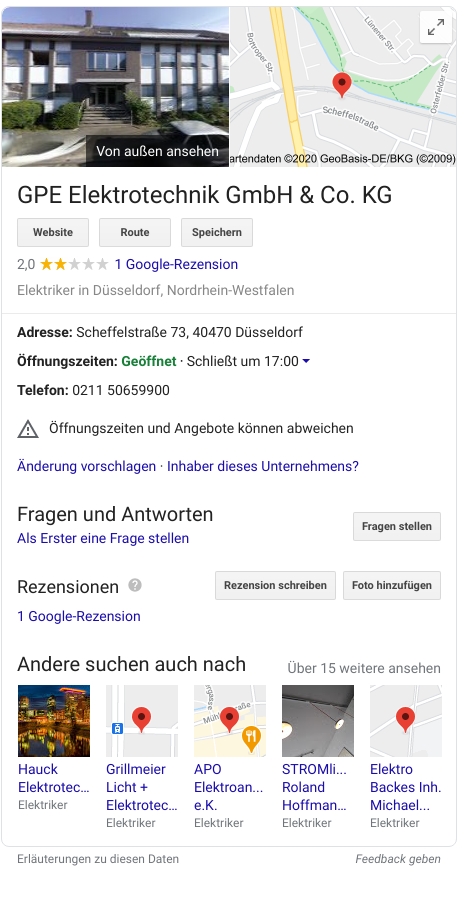 Bottroper Str.
Lünener Str.
Osterfelder Str.
Scheffelstraße
Von außen ansehen
artendaten ©2020 GeoBasis-DE/BKG (©2009)
GPE Elektrotechnik GmbH & Co. KG
Website Route Speichern
2,0 1 Google-Rezension
Elektriker in Düsseldorf, Nordrhein-Westfalen
Adresse: Scheffelstraße 73, 40470 Düsseldorf
Öffnungszeiten: Geöffnet · Schließt um 17:00
Telefon: 0211 50659900
Öffnungszeiten und Angebote können abweichen
Änderung vorschlagen · Inhaber dieses Unternehmens?
Fragen und Antworten
Fragen stellen
Als Erster eine Frage stellen
Rezensionen ? Rezension schreiben Foto hinzufügen
1 Google-Rezension
Andere suchen auch nach Über 15 weitere ansehen
Hauck Elektrotec...
Elektriker
Grillmeier Licht + Elektrotec...
Elektriker
APO Elektroan... e.K.
Elektriker
STROMli... Roland Hoffman...
Elektriker
Elektro Backes Inh. Michael...
Elektriker
Erläuterungen zu diesen Daten Feedback geben